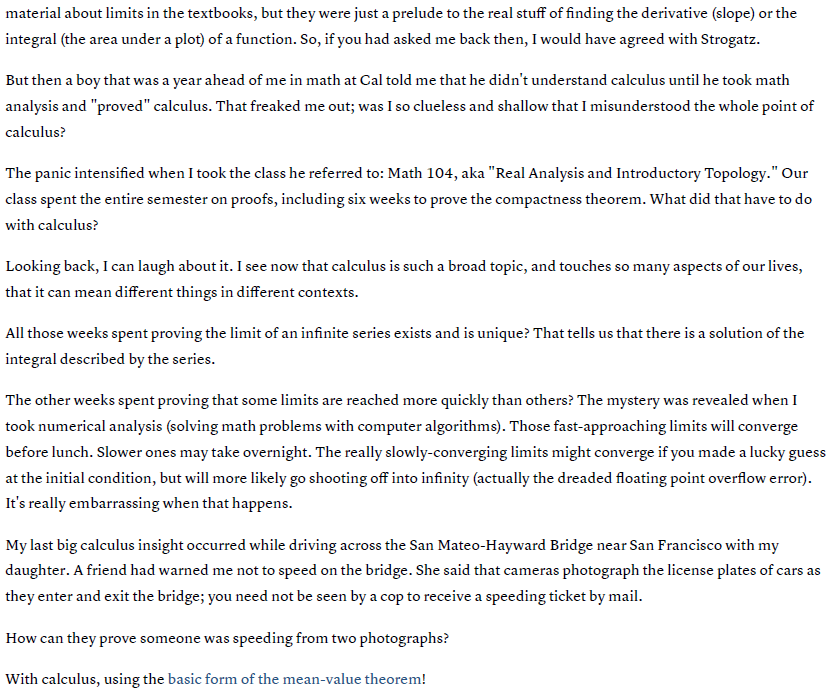 material about limits in the textbooks, but they were just a prelude to the real stuff of finding the derivative (slope) or the
integral (the area under a plot) of a function. So, if you had asked me back then, I would have agreed with Strogatz.
But then a boy that was a year ahead of me in math at Cal told me that he didn't understand calculus until he took math
analysis and "proved" calculus. That freaked me out; was I so clueless and shallow that I misunderstood the whole point of
calculus?
The panic intensified when I took the class he referred to: Math 104, aka "Real Analysis and Introductory Topology." Our
class spent the entire semester on proofs, including six weeks to prove the compactness theorem. What did that have to do
with calculus?
Looking back, I can laugh about it. I see now that calculus is such a broad topic, and touches so many aspects of our lives,
that it can mean different things in different contexts.
All those weeks spent proving the limit of an infinite series exists and is unique? That tells us that there is a solution of the
integral described by the series.
The other weeks spent proving that some limits are reached more quickly than others? The mystery was revealed when I
took numerical analysis (solving math problems with computer algorithms). Those fast-approaching limits will converge
before lunch. Slower ones may take overnight. The really slowly-converging limits might converge if you made a lucky guess
at the initial condition, but will more likely go shooting off into infinity (actually the dreaded floating point overflow error).
It's really embarrassing when that happens.
My last big calculus insight occurred while driving across the San Mateo-Hayward Bridge near San Francisco with my
daughter. A friend had warned me not to speed on the bridge. She said that cameras photograph the license plates of cars as
they enter and exit the bridge; you need not be seen by a cop to receive a speeding ticket by mail.
How can they prove someone was speeding from two photographs?
With calculus, using the basic form of the mean-value theorem!